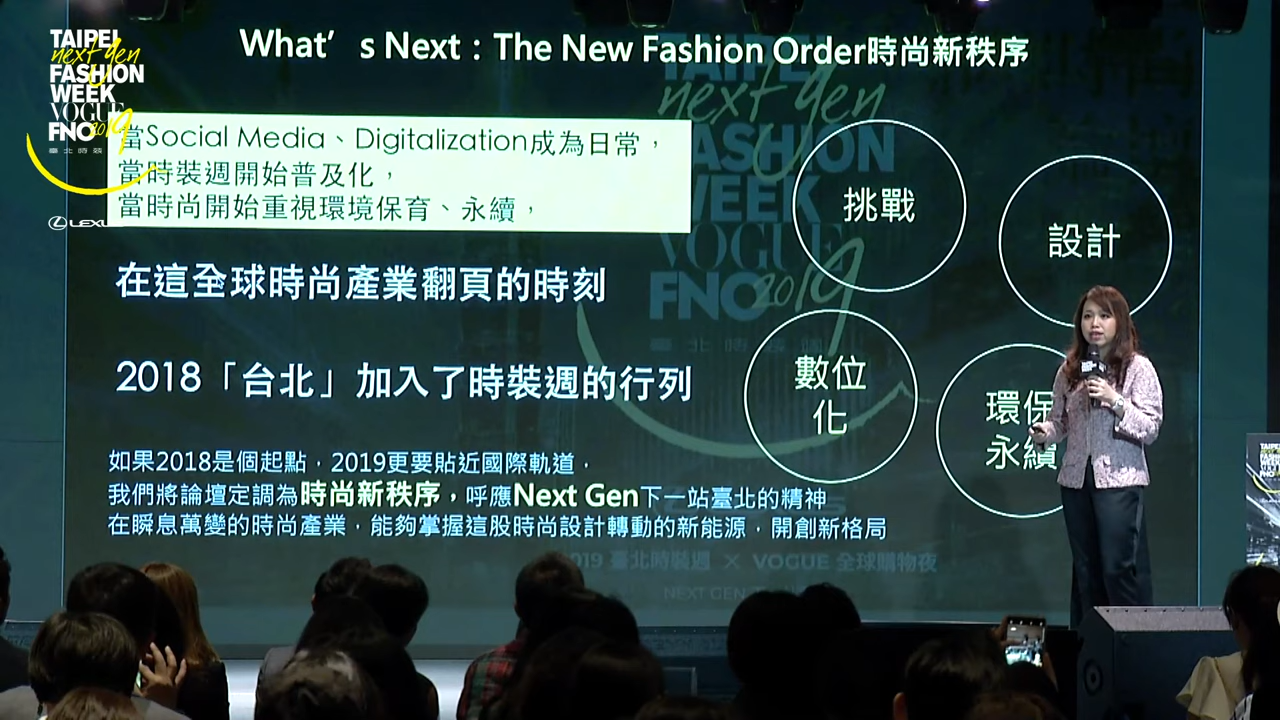 What's Next：The New Fashion Order時尚新秩序
TAIPEI
next gen
FASHION
WEEK
VOGUE
FNO 2019
當Social Media、Digitalization成為日常，
當時裝週開始普及化，
當時尚開始重視環境保育、永續，
在這全球時尚產業翻頁的時刻
2018「台北」加入了時裝週的行列
如果2018是個起點，2019更要貼近國際軌道，
我們將論壇定調為時尚新秩序，呼應Next Gen下一站臺北的精神
在瞬息萬變的時尚產業，能夠掌握這股時尚設計轉動的新能源，開創新格局
挑戰
設計
數位
化
環保
永續
TAIPEI
next gen
FASHION
WEEK
VOGUE
FNO 2019
2019 臺北時裝週 × VOGUE 全球購物夜
NEXT GEN